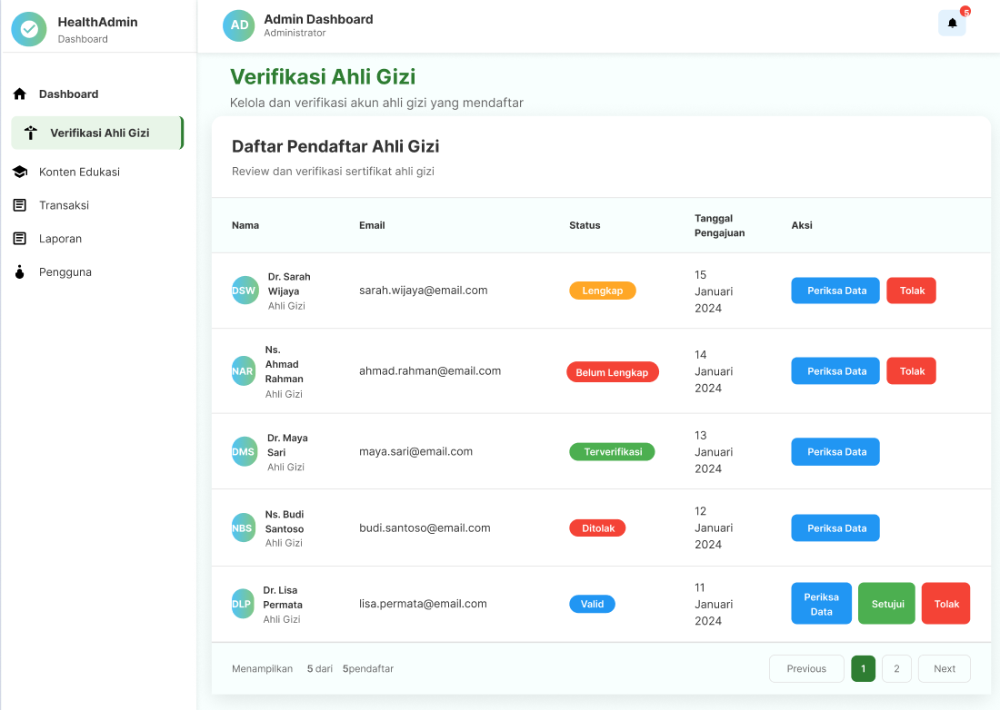 HealthAdmin
Dashboard
AD
Admin Dashboard
Administrator
5
Dashboard
Verifikasi Ahli Gizi
Konten Edukasi
Transaksi
Laporan
Pengguna
Verifikasi Ahli Gizi
Kelola dan verifikasi akun ahli gizi yang mendaftar
Daftar Pendaftar Ahli Gizi
Review dan verifikasi sertifikat ahli gizi
Nama
Email
Status
Tanggal
Pengajuan
Aksi
DSW
Dr. Sarah
Wijaya
Ahli Gizi
sarah.wijaya@email.com
Lengkap
15
Januari
2024
Periksa Data
Tolak
NAR
Ns.
Ahmad
Rahman
Ahli Gizi
ahmad.rahman@email.com
Belum Lengkap
14
Januari
2024
Periksa Data
Tolak
DMS
Dr. Maya
Sari
Ahli Gizi
maya.sari@email.com
Terverifikasi
13
Januari
2024
Periksa Data
NBS
Ns. Budi
Santoso
Ahli Gizi
budi.santoso@email.com
Ditolak
12
Januari
2024
Periksa Data
DLP
Dr. Lisa
Permata
Ahli Gizi
lisa.permata@email.com
Valid
11
Januari
2024
Periksa
Data
Setujui
Tolak
Menampilkan 5 dari 5pendaftar
Previous
1
2
Next